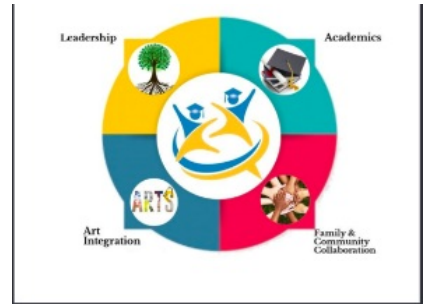 Leadership
Academics
ARTS
Art
Integration
Family &
Community
Collaboration